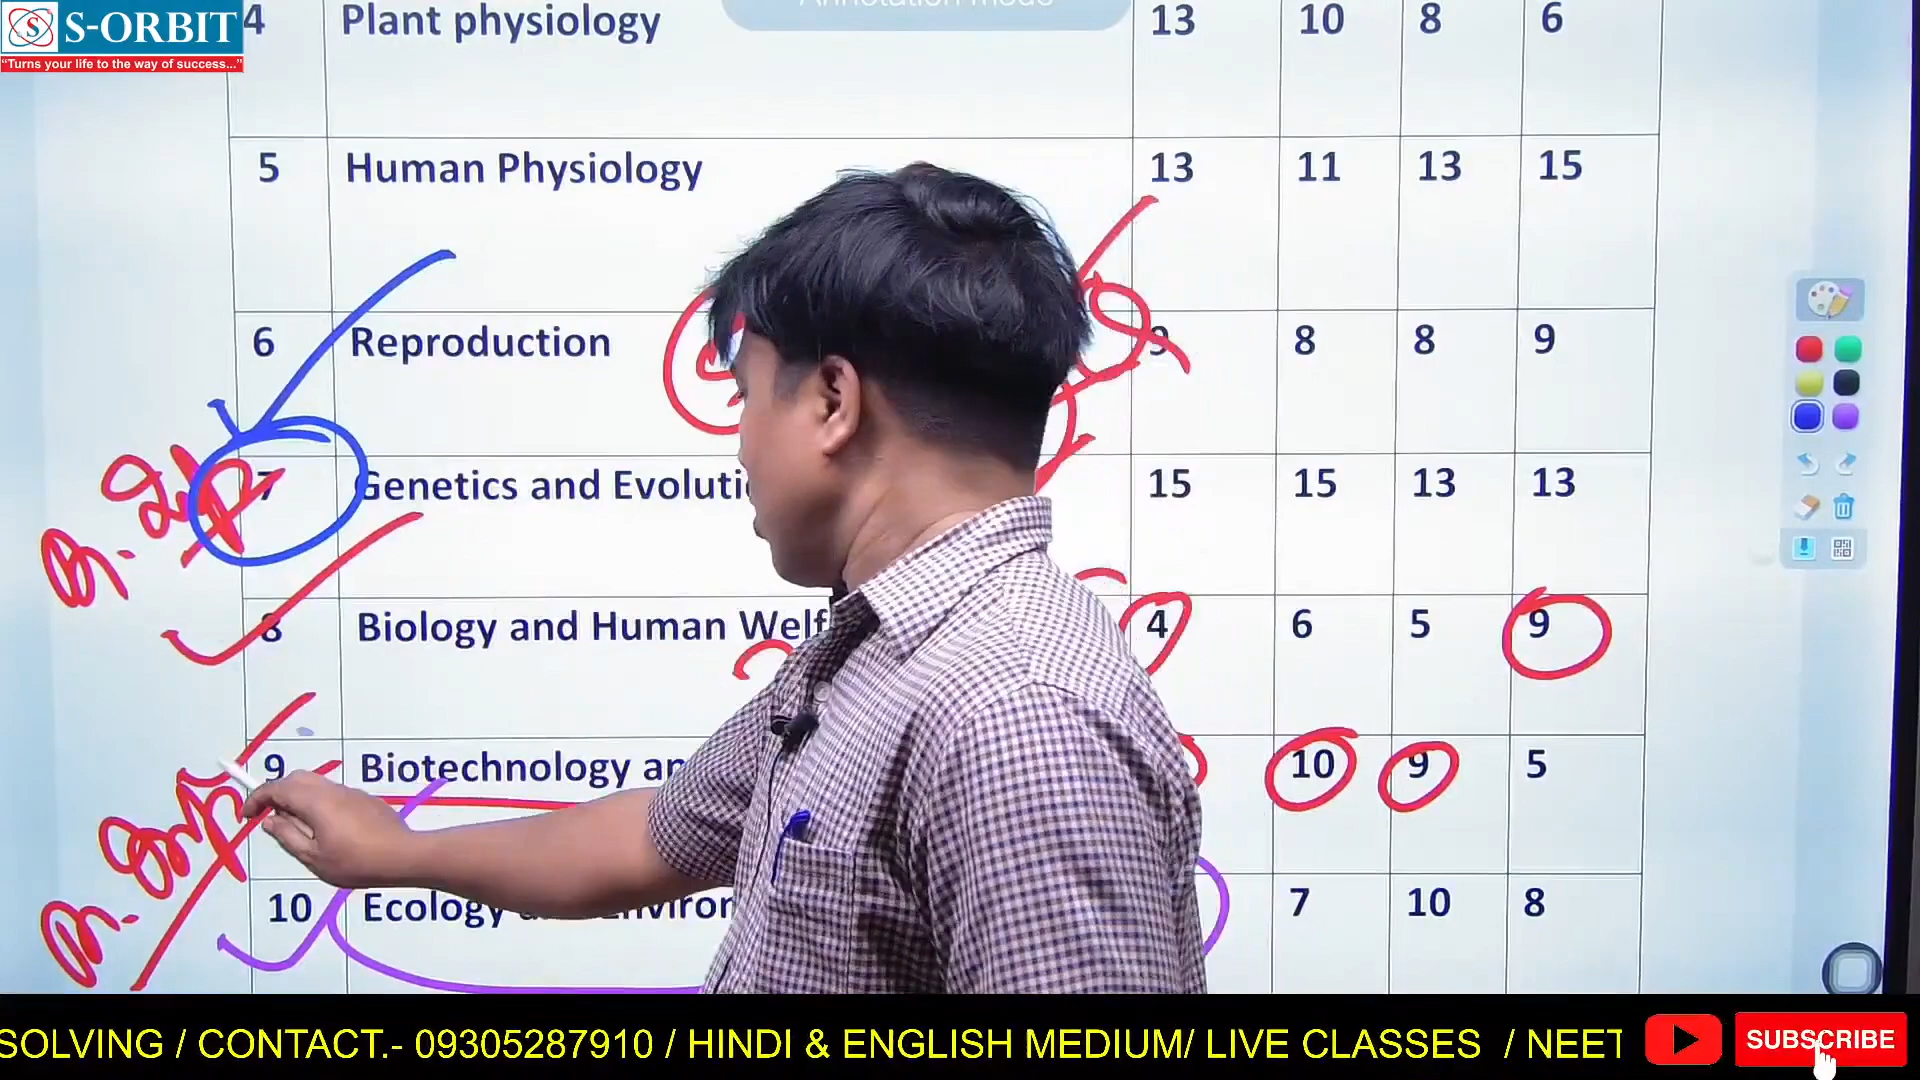 S-ORBIT
“Turns your life to the way of success...”
4 Plant physiology 13 10 8 6
5 Human Physiology 13 11 13 15
6 Reproduction 9 8 8 9
7 Genetics and 15 15 13 13
8 Biology and Human 4 6 5 9
9 Biotechnology 10 9 5
10 Ecology 7 10 8
SOLVING / CONTACT.- 09305287910 / HINDI & ENGLISH MEDIUM/ LIVE CLASSES / NEET
SUBSCRIBE